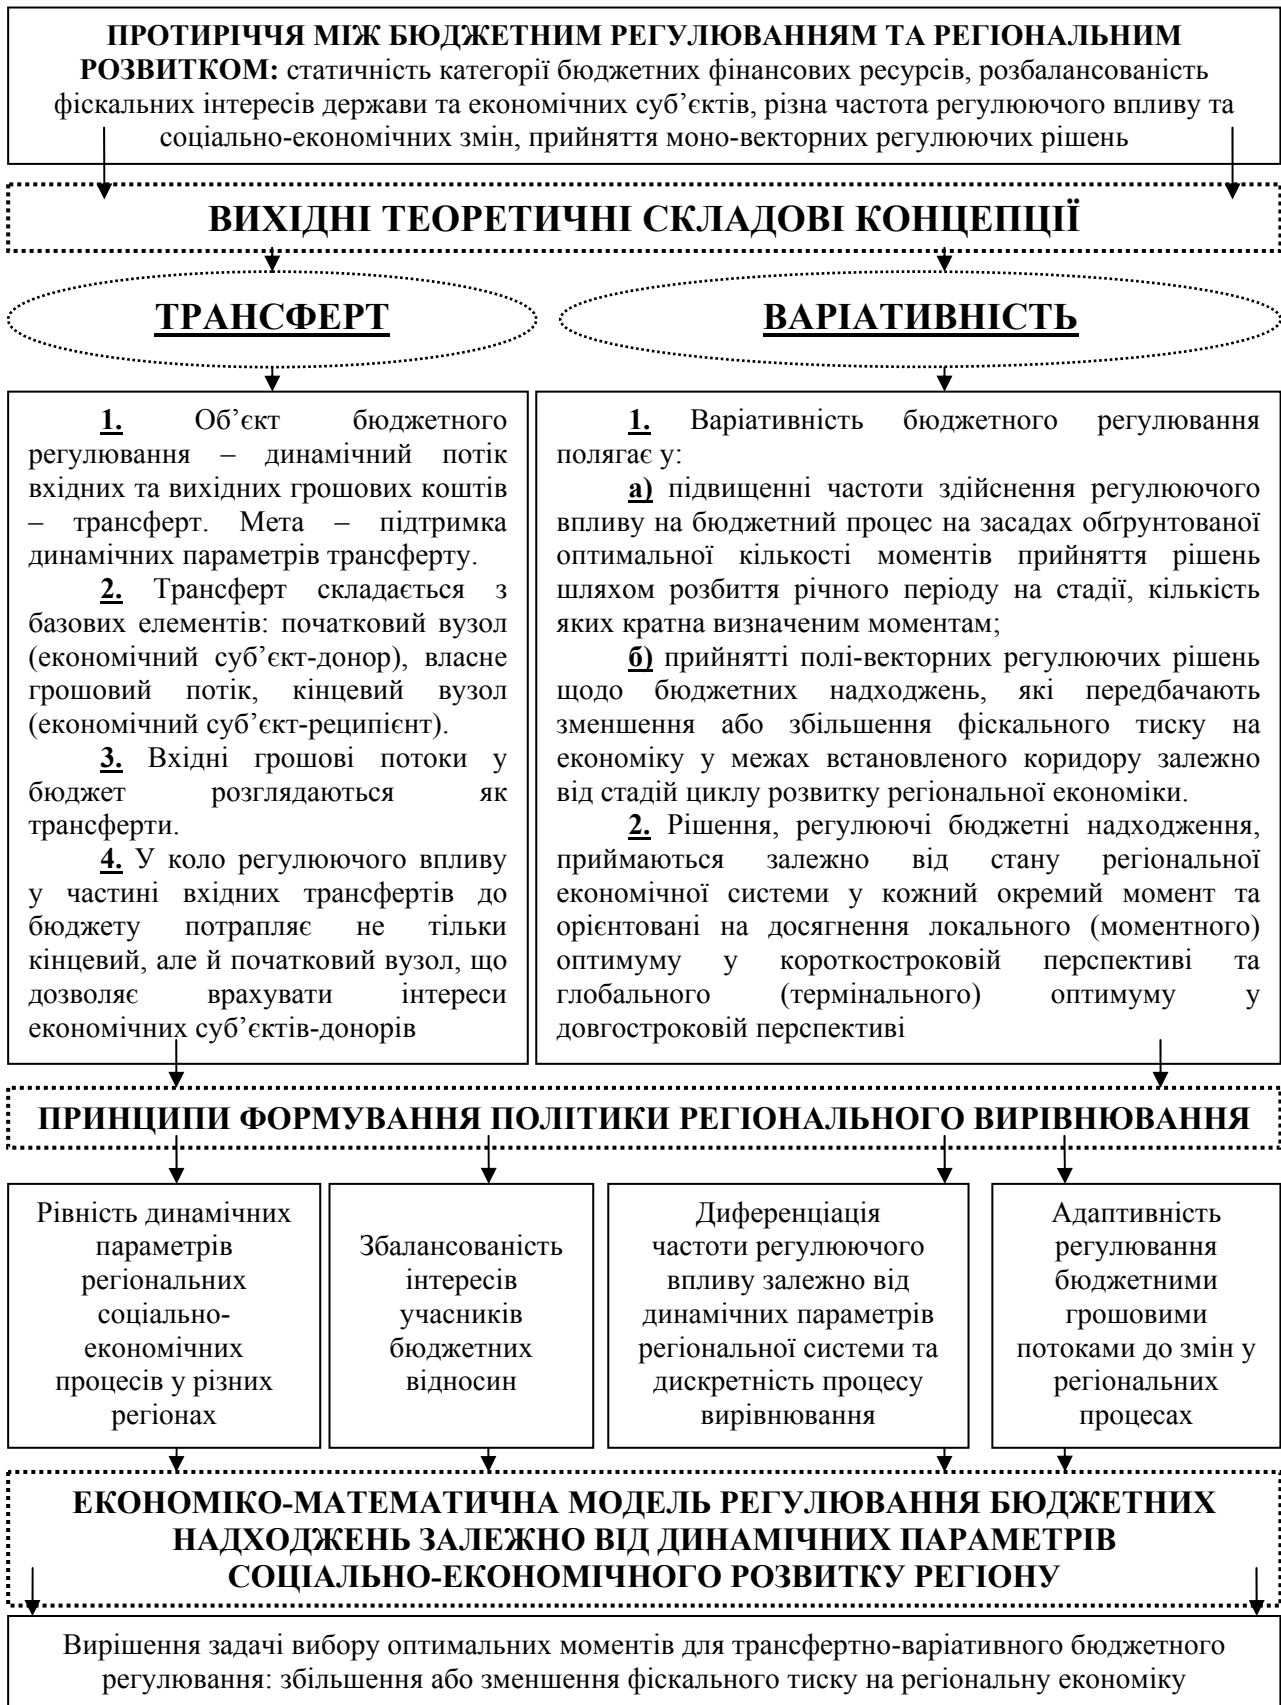 ПРОТИРІЧЧЯ МІЖ БЮДЖЕТНИМ РЕГУЛЮВАННЯМ ТА РЕГІОНАЛЬНИМ
РОЗВИТКОМ: статичність категорії бюджетних фінансових ресурсів, розбалансованість
фіскальних інтересів держави та економічних суб’єктів, різна частота регулюючого впливу та
соціально-економічних змін, прийняття моно-векторних регулюючих рішень
ВИХІДНІ ТЕОРЕТИЧНІ СКЛАДОВІ КОНЦЕПЦІЇ
ТРАНСФЕРТ
1. Об’єкт бюджетного
регулювання – динамічний потік
вхідних та вихідних грошових коштів
– трансферт. Мета – підтримка
динамічних параметрів трансферту.
2. Трансферт складається з
базових елементів: початковий вузол
(економічний суб’єкт-донор), власне
грошовий потік, кінцевий вузол
(економічний суб’єкт-реципієнт).
3. Вхідні грошові потоки у
бюджет розглядаються як
трансферти.
4. У коло регулюючого впливу
у частині вхідних трансфертів до
бюджету потрапляє не тільки
кінцевий, але й початковий вузол, що
дозволяє врахувати інтереси
економічних суб’єктів-донорів
ВАРІАТИВНІСТЬ
1. Варіативність бюджетного регулювання
полягає у:
а) підвищенні частоти здійснення регулюючого
впливу на бюджетний процес на засадах обґрунтованої
оптимальної кількості моментів прийняття рішень
шляхом розбиття річного періоду на стадії, кількість
яких кратна визначеним моментам;
б) прийнятті полі-векторних регулюючих рішень
щодо бюджетних надходжень, які передбачають
зменшення або збільшення фіскального тиску на
економіку у межах встановленого коридору залежно
від стадій циклу розвитку регіональної економіки.
2. Рішення, регулюючі бюджетні надходження,
приймаються залежно від стану регіональної
економічної системи у кожний окремий момент та
орієнтовані на досягнення локального (моментного)
оптимуму у короткостроковій перспективі та
глобального (термінального) оптимуму у
довгостроковій перспективі
ПРИНЦИПИ ФОРМУВАННЯ ПОЛІТИКИ РЕГІОНАЛЬНОГО ВИРІВНЮВАННЯ
Рівність динамічних
параметрів
регіональних
соціально-
економічних
процесів у різних
регіонах
Збалансованість
інтересів
учасників
бюджетних
відносин
Диференціація
частоти регулюючого
впливу залежно від
динамічних параметрів
регіональної системи та
дискретність процесу
вирівнювання
Адаптивність
регулювання
бюджетними
грошовими
потоками до змін у
регіональних
процесах
ЕКОНОМІКО-МАТЕМАТИЧНА МОДЕЛЬ РЕГУЛЮВАННЯ БЮДЖЕТНИХ
НАДХОДЖЕНЬ ЗАЛЕЖНО ВІД ДИНАМІЧНИХ ПАРАМЕТРІВ
СОЦІАЛЬНО-ЕКОНОМІЧНОГО РОЗВИТКУ РЕГІОНУ
Вирішення задачі вибору оптимальних моментів для трансфертно-варіативного бюджетного
регулювання: збільшення або зменшення фіскального тиску на регіональну економіку